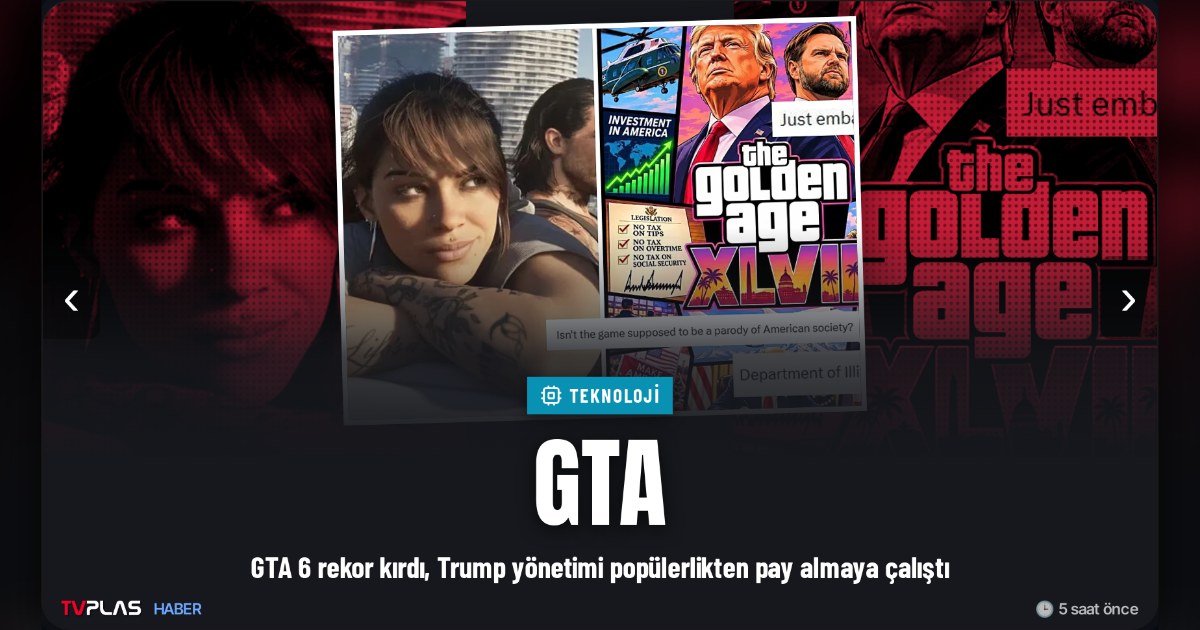 INVESTMENT
IN AMERICA
LEGISLATION
NO TAX
ON TIPS
NO TAX
ON OVERTIME
NO TAX ON
SOCIAL SECURITY
Just emba
the
golden
age
XLVII
Isn't the game supposed to be a parody of American society?
Department of Illi
Just emb
the
golden
age
XLVII
TEKNOLOJİ
GTA
GTA 6 rekor kırdı, Trump yönetimi popülerlikten pay almaya çalıştı
TVPLAS HABER
5 saat önce